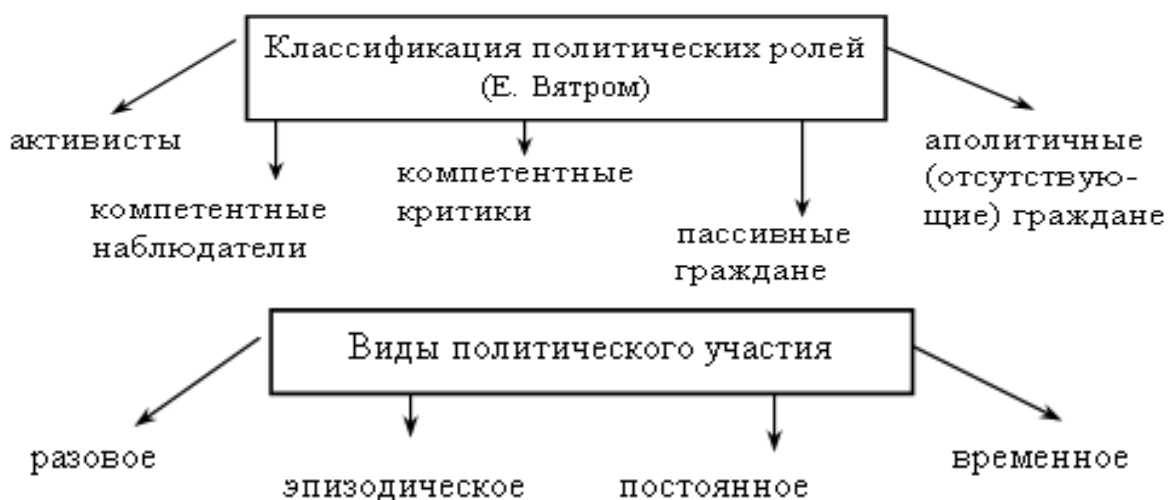 Классификация политических ролей
(Е. Вятром)
активисты
компетентные
наблюдатели
компетентные
критики
пассивные
граждане
аполитичные
(отсутствую-
щие) граждане
Виды политического участия
разовое
эпизодическое
постоянное
временное